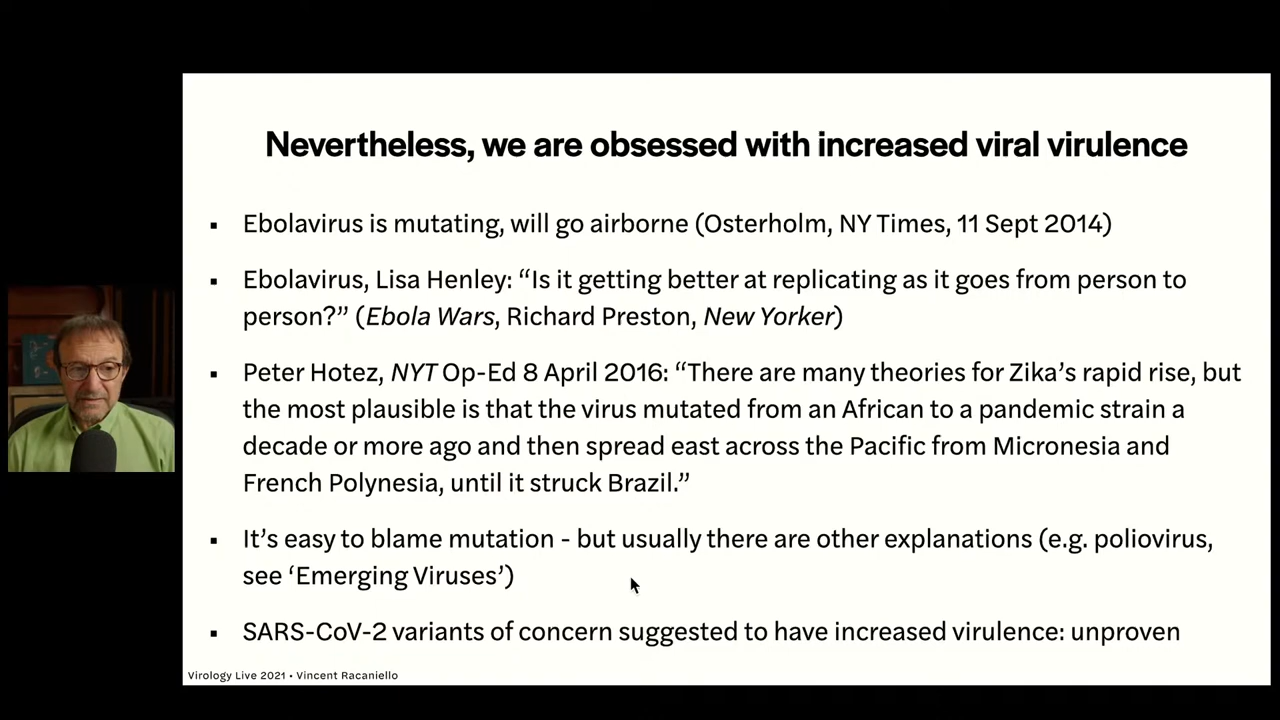 Nevertheless, we are obsessed with increased viral virulence
▪ Ebolavirus is mutating, will go airborne (Osterholm, NY Times, 11 Sept 2014)
▪ Ebolavirus, Lisa Henley: “Is it getting better at replicating as it goes from person to
person?” (Ebola Wars, Richard Preston, New Yorker)
▪ Peter Hotez, NYT Op-Ed 8 April 2016: “There are many theories for Zika’s rapid rise, but
the most plausible is that the virus mutated from an African to a pandemic strain a
decade or more ago and then spread east across the Pacific from Micronesia and
French Polynesia, until it struck Brazil.”
▪ It’s easy to blame mutation - but usually there are other explanations (e.g. poliovirus,
see ‘Emerging Viruses’)
▪ SARS-CoV-2 variants of concern suggested to have increased virulence: unproven
Virology Live 2021 • Vincent Racaniello